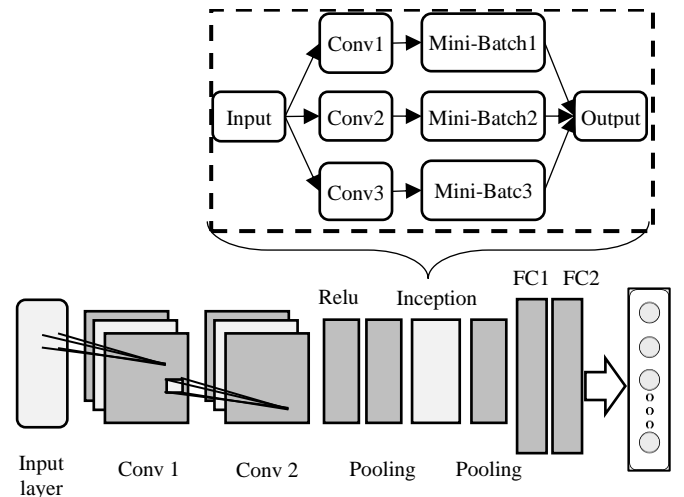 Conv1
Mini-Batch1
Input
Conv2
Mini-Batch2
Output
Conv3
Mini-Batc3
FC1
FC2
Relu
Inception
Input
layer
Conv 1
Conv 2
Pooling
Pooling